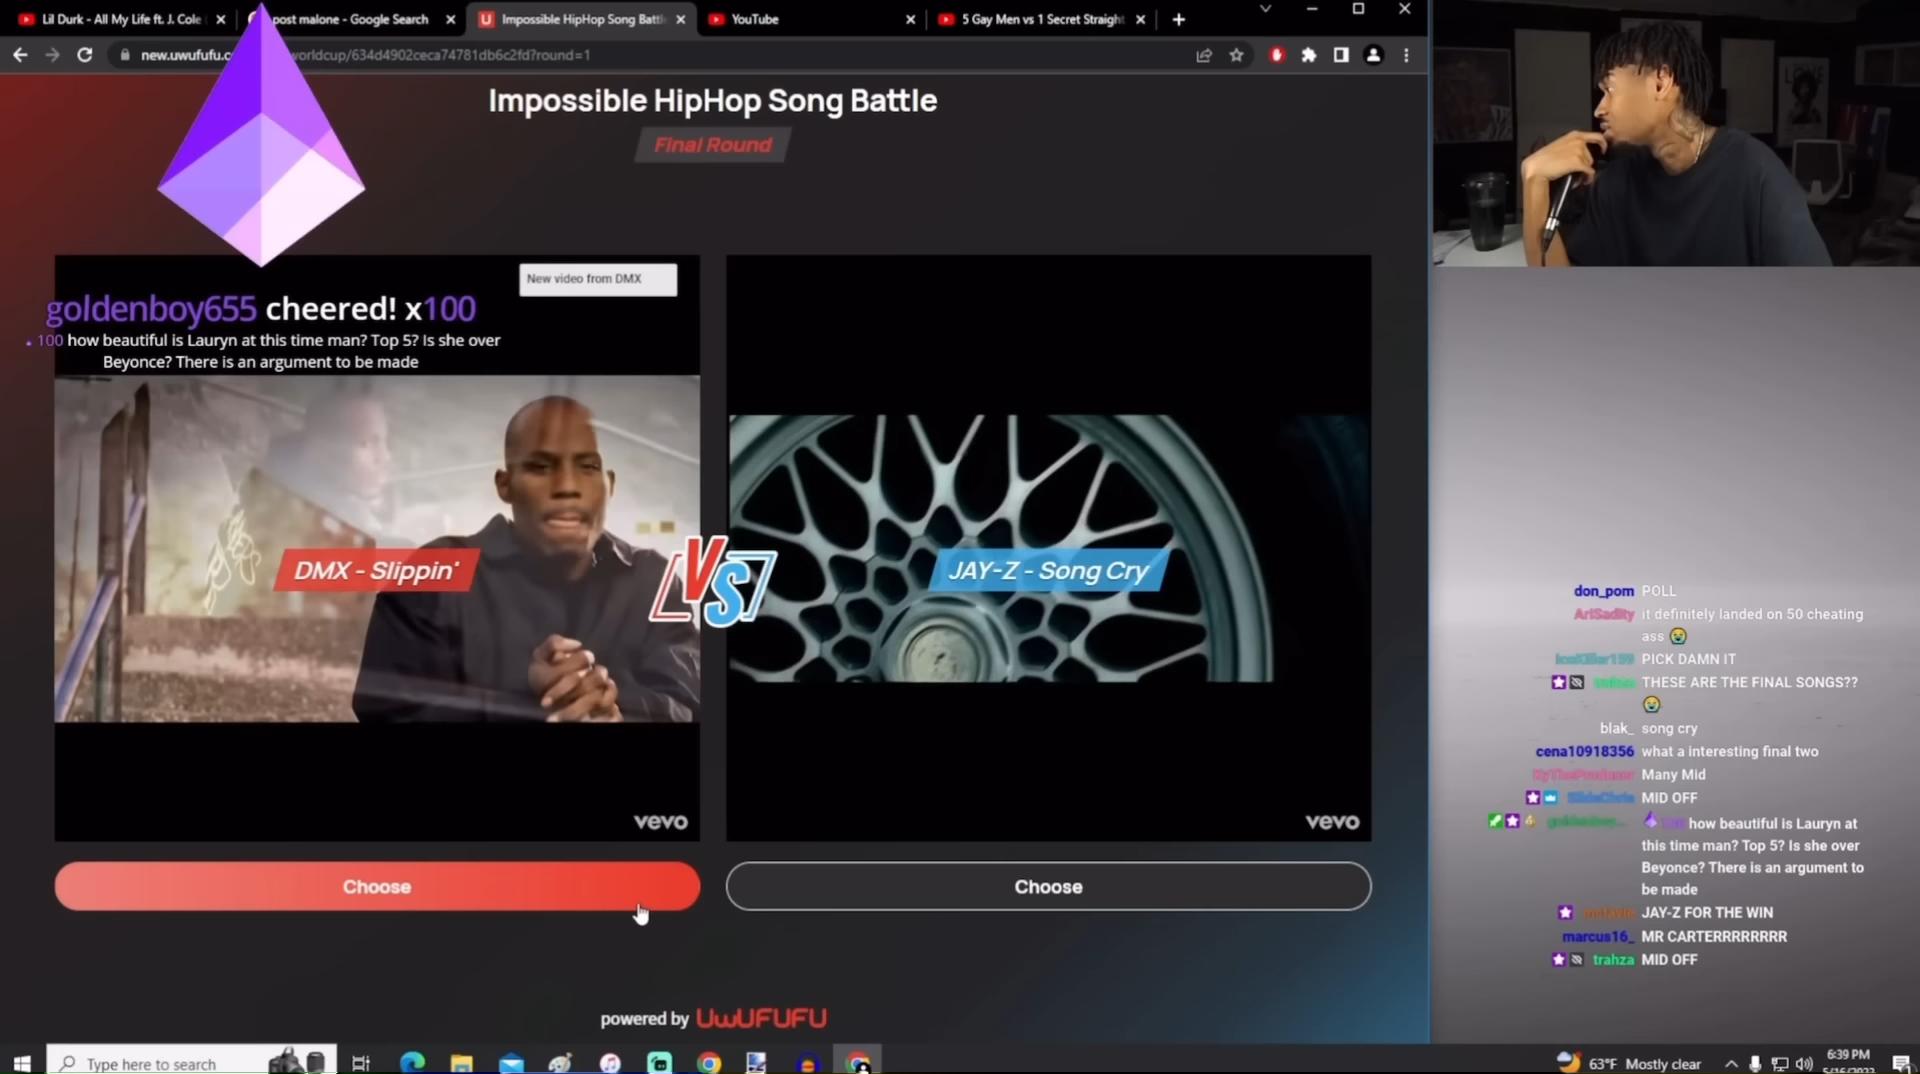 Lil Durk - All My Life ft. J. Cole
post malone - Google Search
Impossible HipHop Song Battl
YouTube
5 Gay Men vs 1 Secret Straight
new.uwufufu.c
orldcup/634d4902ceca74781db6c2fd?round=1
Impossible HipHop Song Battle
Final Round
New video from DMX
goldenboy655 cheered! x100
100 how beautiful is Lauryn at this time man? Top 5? Is she over
Beyonce? There is an argument to be made
DMX - Slippin'
VS
JAY-Z - Song Cry
vevo
vevo
Choose
Choose
powered by UwUFUFU
LOVE
don_pom POLL
AriSadity it definitely landed on 50 cheating
ass
PICK DAMN IT
THESE ARE THE FINAL SONGS??
blak_ song cry
cena10918356 what a interesting final two
KyTheProducer Many Mid
MID OFF
how beautiful is Lauryn at
this time man? Top 5? Is she over
Beyonce? There is an argument to
be made
JAY-Z FOR THE WIN
marcus16_ MR CARTERRRRRRRR
trahza MID OFF
Type here to search
63°F Mostly clear
6:39 PM